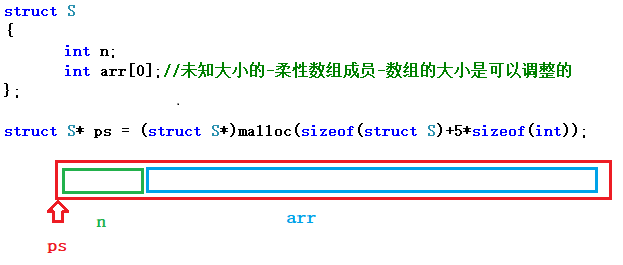 struct S
{
int n;
int arr[0];//未知大小的-柔性数组成员-数组的大小是可以调整的
};
struct S* ps = (struct S*)malloc(sizeof(struct S)+5*sizeof(int));
n
arr
ps